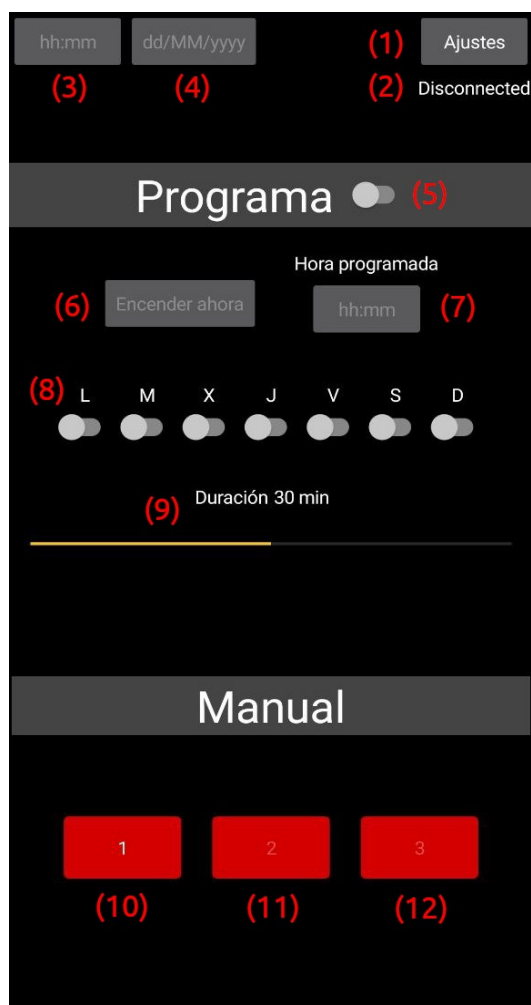 hh:mm dd/MM/yyyy (1) Ajustes
(3) (4) (2) Disconnected
Programa (5)
Hora programada
(6) Encender ahora hh:mm (7)
(8) L M X J V S D
(9) Duración 30 min
Manual
1 2 3
(10) (11) (12)